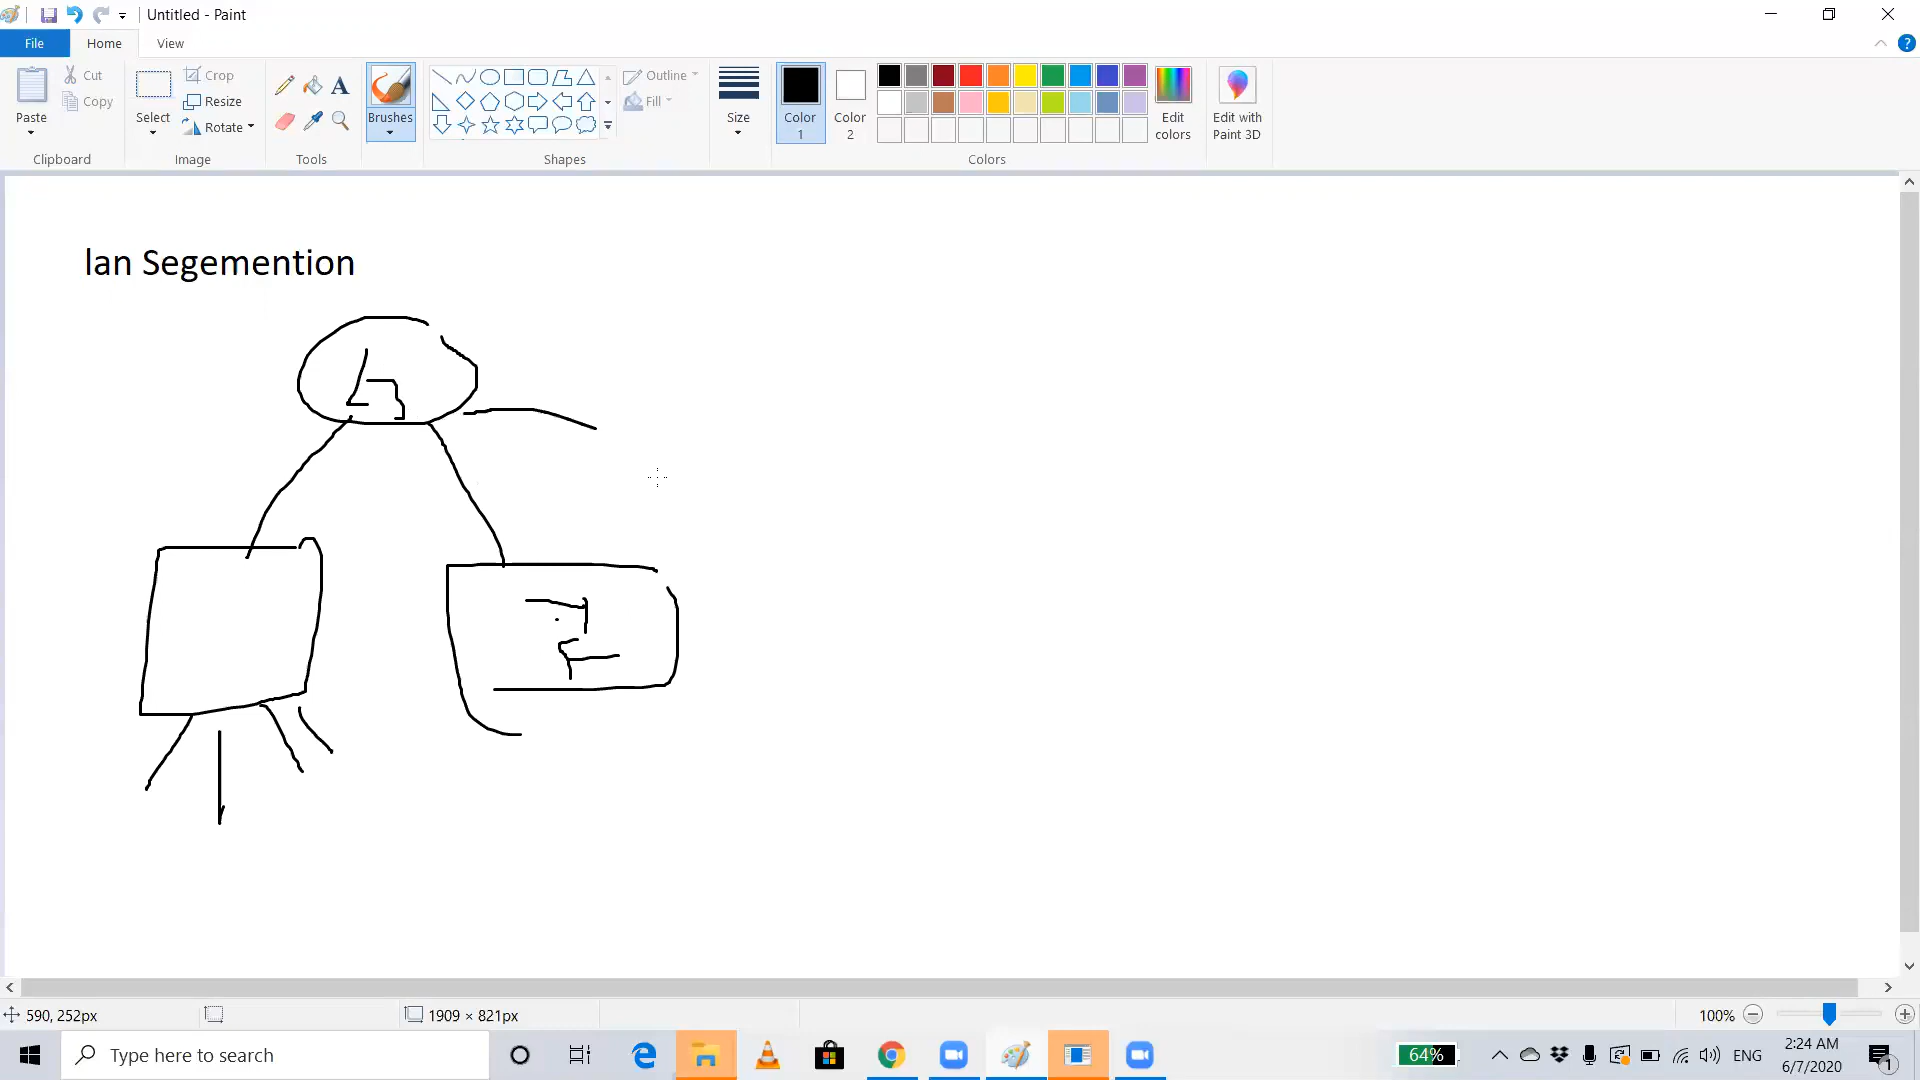 Untitled - Paint
File
Home
View
Paste
Cut
Copy
Clipboard
Select
Crop
Resize
Rotate
Image
Tools
Brushes
Shapes
Outline
Fill
Size
Color 1
Color 2
Edit colors
Colors
Edit with Paint 3D
lan Segemention
590, 252px
1909 × 821px
100%
Type here to search
64%
ENG
2:24 AM
6/7/2020
1